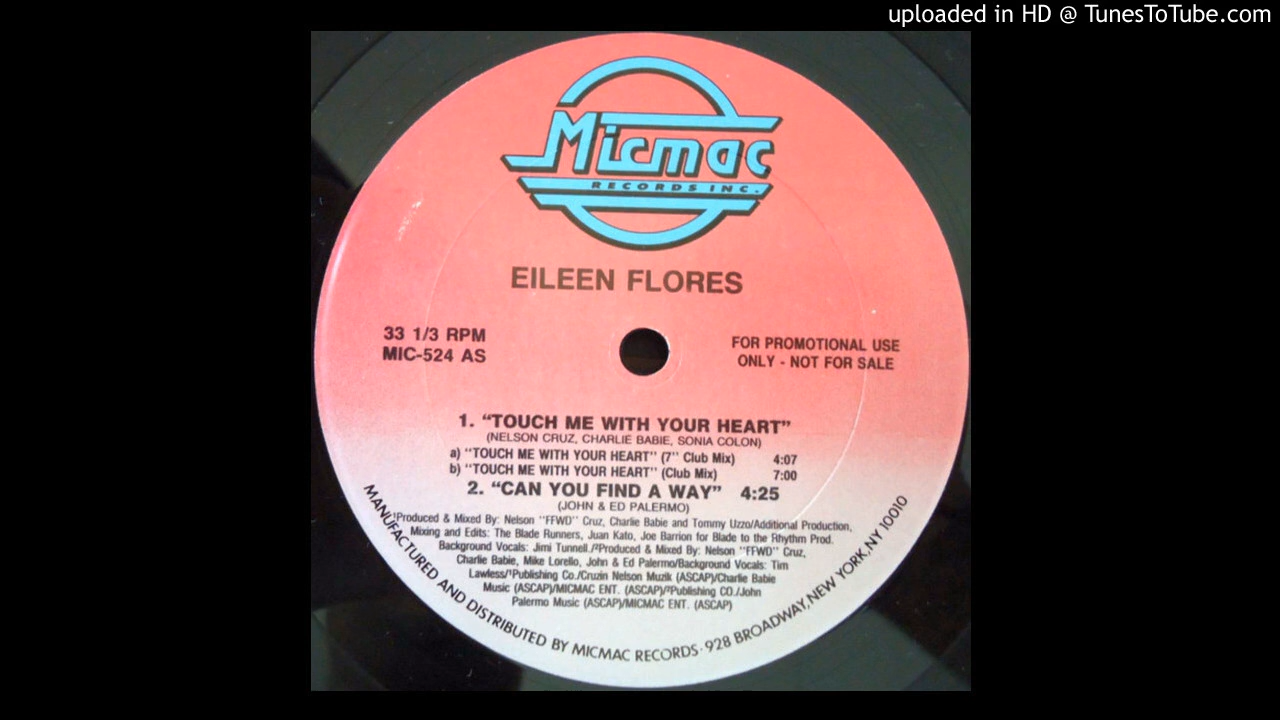 uploaded in HD @ TunesToTube.com
Micmac
RECORDS INC.
EILEEN FLORES
33 1/3 RPM
MIC-524 AS
FOR PROMOTIONAL USE
ONLY - NOT FOR SALE
1. “TOUCH ME WITH YOUR HEART”
(NELSON CRUZ, CHARLIE BABIE, SONIA COLON)
a) “TOUCH ME WITH YOUR HEART” (7" Club Mix) 4:07
b) “TOUCH ME WITH YOUR HEART” (Club Mix) 7:00
2. “CAN YOU FIND A WAY” 4:25
(JOHN & ED PALERMO)
¹Produced & Mixed By: Nelson "FFWD" Cruz, Charlie Babie and Tommy Uzzo/Additional Production,
Mixing and Edits: The Blade Runners, Juan Kato, Joe Barrion for Blade to the Rhythm Prod.
Background Vocals: Jimi Tunnell./²Produced & Mixed By: Nelson "FFWD" Cruz,
Charlie Babie, Mike Lorello, John & Ed Palermo/Background Vocals: Tim
Lawless/¹Publishing Co./Cruzin Nelson Muzik (ASCAP)/Charlie Babie
Music (ASCAP)/MICMAC ENT. (ASCAP)/²Publishing CO./John
Palermo Music (ASCAP)/MICMAC ENT. (ASCAP)
MANUFACTURED AND DISTRIBUTED BY MICMAC RECORDS · 928 BROADWAY, NEW YORK, NY 10010